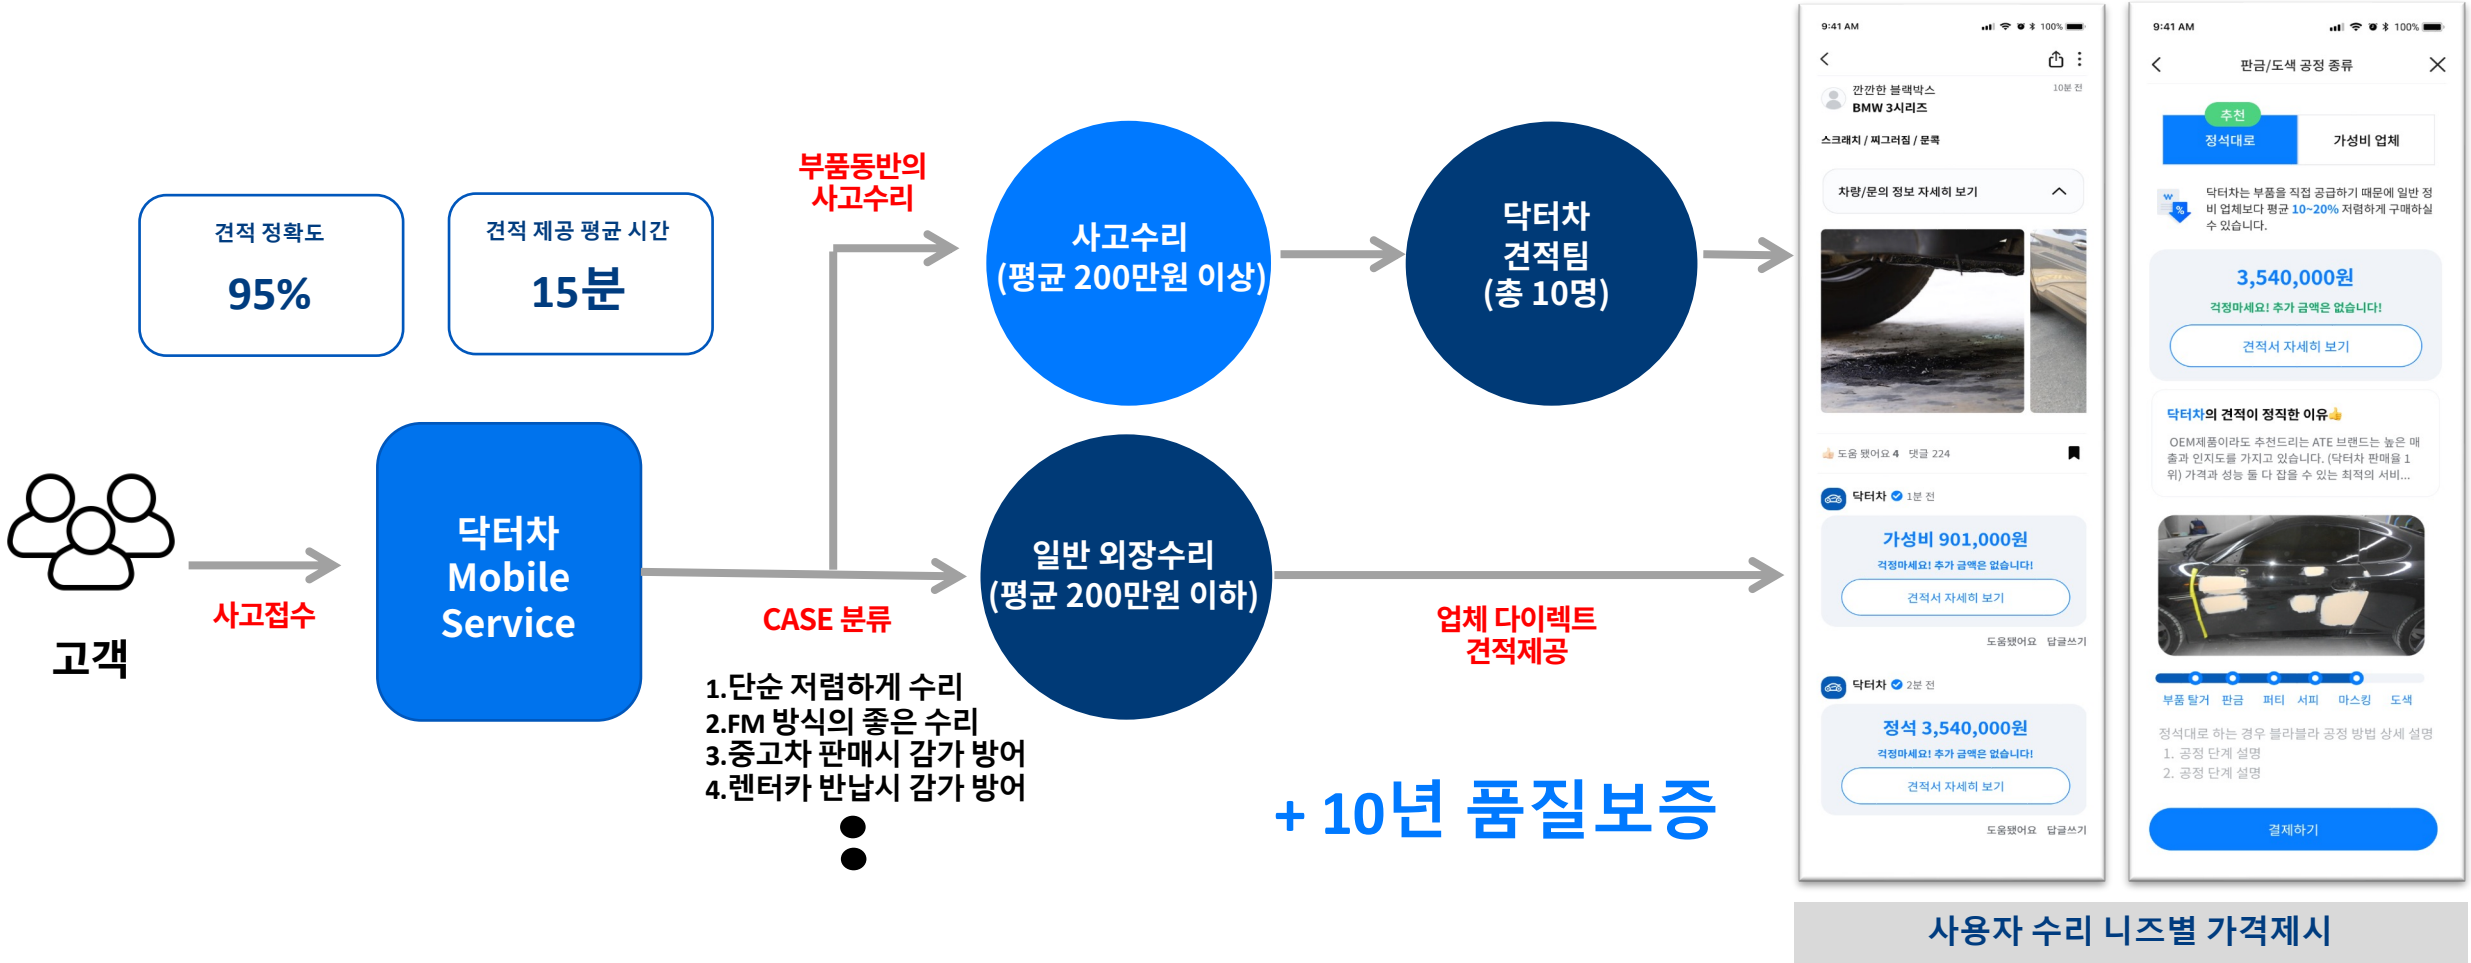 견적 정확도
95%
견적 제공 평균 시간
15분
고객
사고접수
닥터차
Mobile
Service
부품동반의
사고수리
CASE 분류
1.단순 저렴하게 수리
2.FM 방식의 좋은 수리
3.중고차 판매시 감가 방어
4.렌터카 반납시 감가 방어
사고수리
(평균 200만원 이상)
닥터차
견적팀
(총 10명)
일반 외장수리
(평균 200만원 이하)
업체 다이렉트
견적제공
+ 10년 품질보증
9:41 AM 100%
깐깐한 블랙박스
10분 전
BMW 3시리즈
스크래치 / 찌그러짐 / 문콕
차량/문의 정보 자세히 보기
도움 됐어요 4 댓글 224
닥터차 1분 전
가성비 901,000원
걱정마세요! 추가 금액은 없습니다!
견적서 자세히 보기
도움됐어요 답글쓰기
닥터차 2분 전
정석 3,540,000원
걱정마세요! 추가 금액은 없습니다!
견적서 자세히 보기
도움됐어요 답글쓰기
9:41 AM 100%
판금/도색 공정 종류
추천
정석대로
가성비 업체
닥터차는 부품을 직접 공급하기 때문에 일반 정
비 업체보다 평균 10~20% 저렴하게 구매하실
수 있습니다.
3,540,000원
걱정마세요! 추가 금액은 없습니다!
견적서 자세히 보기
닥터차의 견적이 정직한 이유👍
OEM제품이라도 추천드리는 ATE 브랜드는 높은 매
출과 인지도를 가지고 있습니다. (닥터차 판매율 1
위) 가격과 성능 둘 다 잡을 수 있는 최적의 서비...
부품 탈거 판금 퍼티 서피 마스킹 도색
정석대로 하는 경우 블라블라 공정 방법 상세 설명
1. 공정 단계 설명
2. 공정 단계 설명
결제하기
사용자 수리 니즈별 가격제시